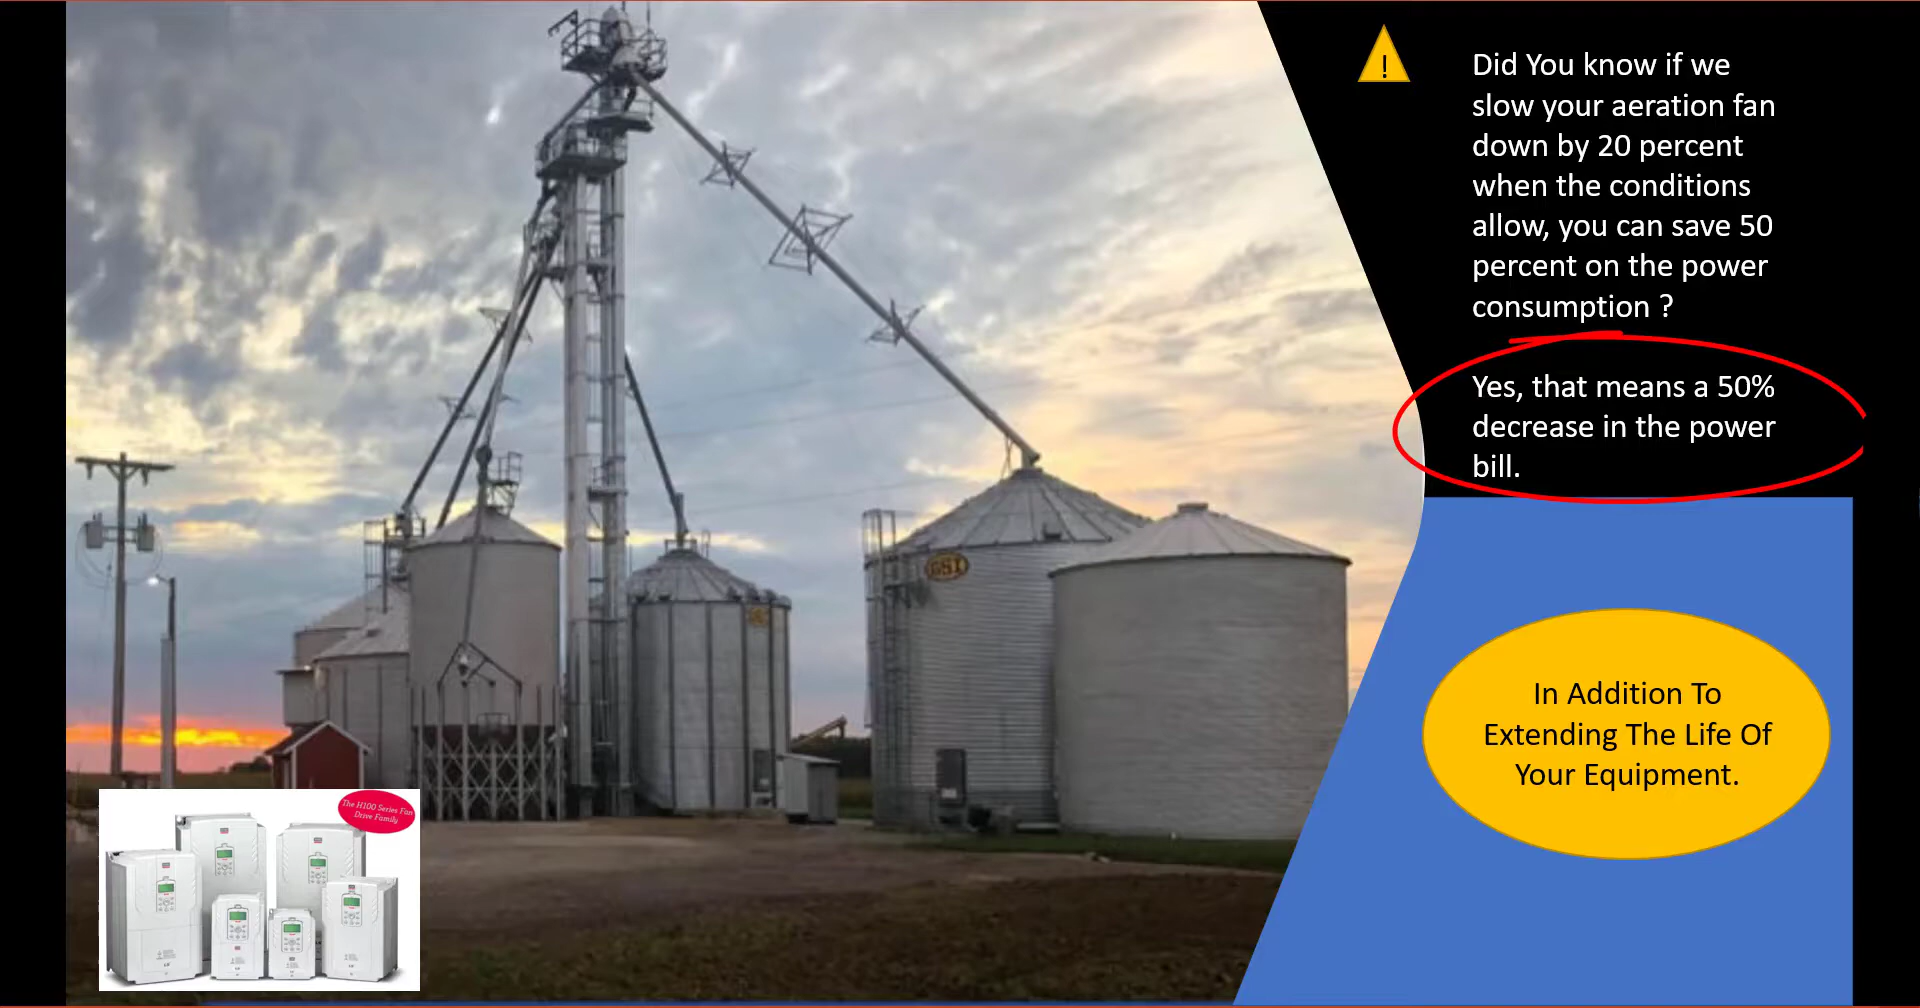 !
Did You know if we
slow your aeration fan
down by 20 percent
when the conditions
allow, you can save 50
percent on the power
consumption ?
Yes, that means a 50%
decrease in the power
bill.
GSI
In Addition To
Extending The Life Of
Your Equipment.
The H100 Series Fan
Drive Family